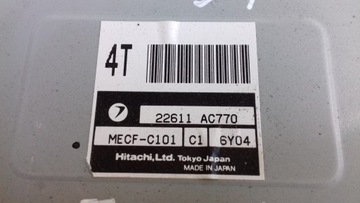 4T
22611 AC770
MECF-C101 C1 6Y04
Hitachi, Ltd. Tokyo Japan
MADE IN JAPAN